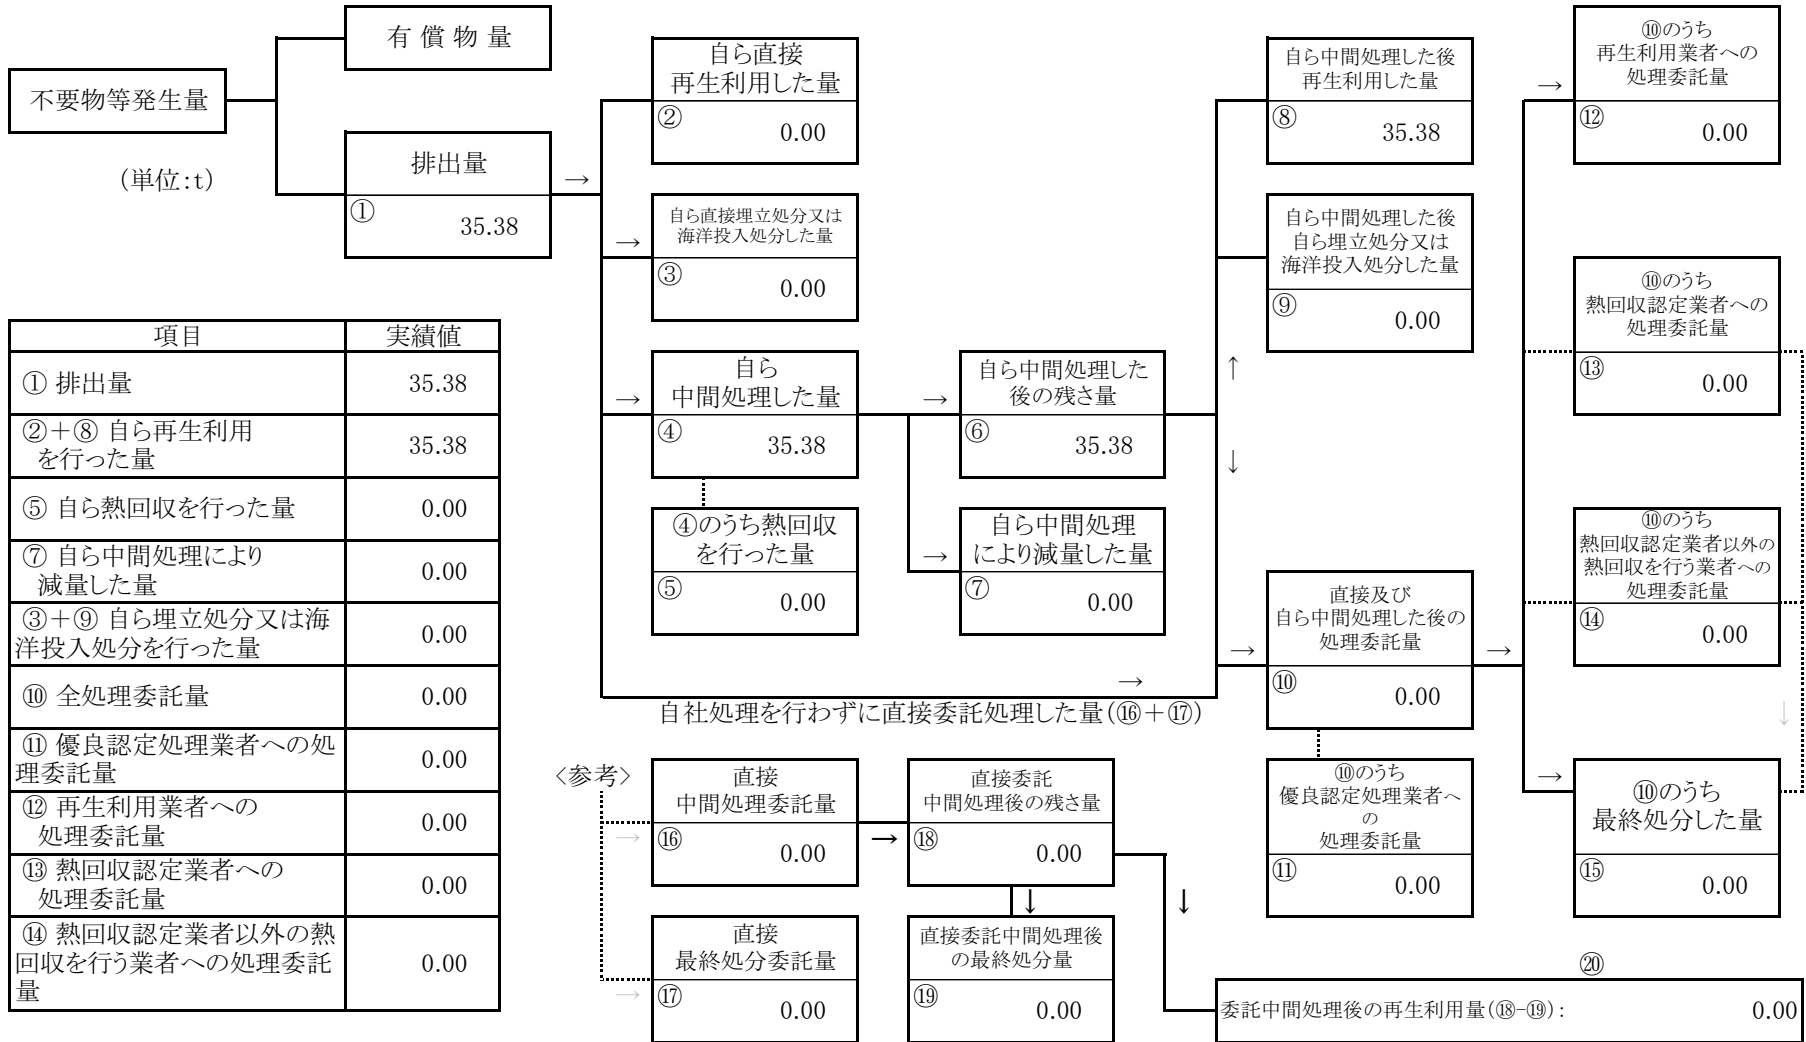 不要物等発生量
(単位:t)
有 償 物 量
排出量
①
35.38
→
自ら直接
再生利用した量
②
0.00
→
自ら直接埋立処分又は
海洋投入処分した量
③
0.00
→
自ら
中間処理した量
④
35.38
④のうち熱回収
を行った量
⑤
0.00
→
自ら中間処理した
後の残さ量
⑥
35.38
→
自ら中間処理
により減量した量
⑦
0.00
↑
↓
自ら中間処理した後
再生利用した量
⑧
35.38
自ら中間処理した後
自ら埋立処分又は
海洋投入処分した量
⑨
0.00
→
直接及び
自ら中間処理した後の
処理委託量
⑩
0.00
→
自社処理を行わずに直接委託処理した量(⑯+⑰)
⑩のうち
優良認定処理業者へ
の
処理委託量
⑪
0.00
→
→
⑩のうち
再生利用業者への
処理委託量
⑫
0.00
⑩のうち
熱回収認定業者への
処理委託量
⑬
0.00
⑩のうち
熱回収認定業者以外の
熱回収を行う業者への
処理委託量
⑭
0.00
↓
→
⑩のうち
最終処分した量
⑮
0.00
項目 実績値
① 排出量 35.38
②+⑧ 自ら再生利用
を行った量 35.38
⑤ 自ら熱回収を行った量 0.00
⑦ 自ら中間処理により
減量した量 0.00
③+⑨ 自ら埋立処分又は海
洋投入処分を行った量 0.00
⑩ 全処理委託量 0.00
⑪ 優良認定処理業者への処
理委託量 0.00
⑫ 再生利用業者への
処理委託量 0.00
⑬ 熱回収認定業者への
処理委託量 0.00
⑭ 熱回収認定業者以外の熱
回収を行う業者への処理委託
量 0.00
〈参考〉
→
直接
中間処理委託量
⑯
0.00
→
直接委託
中間処理後の残さ量
⑱
0.00
↓
↓
→
直接
最終処分委託量
⑰
0.00
直接委託中間処理後
の最終処分量
⑲
0.00
⑳
委託中間処理後の再生利用量(⑱-⑲): 0.00